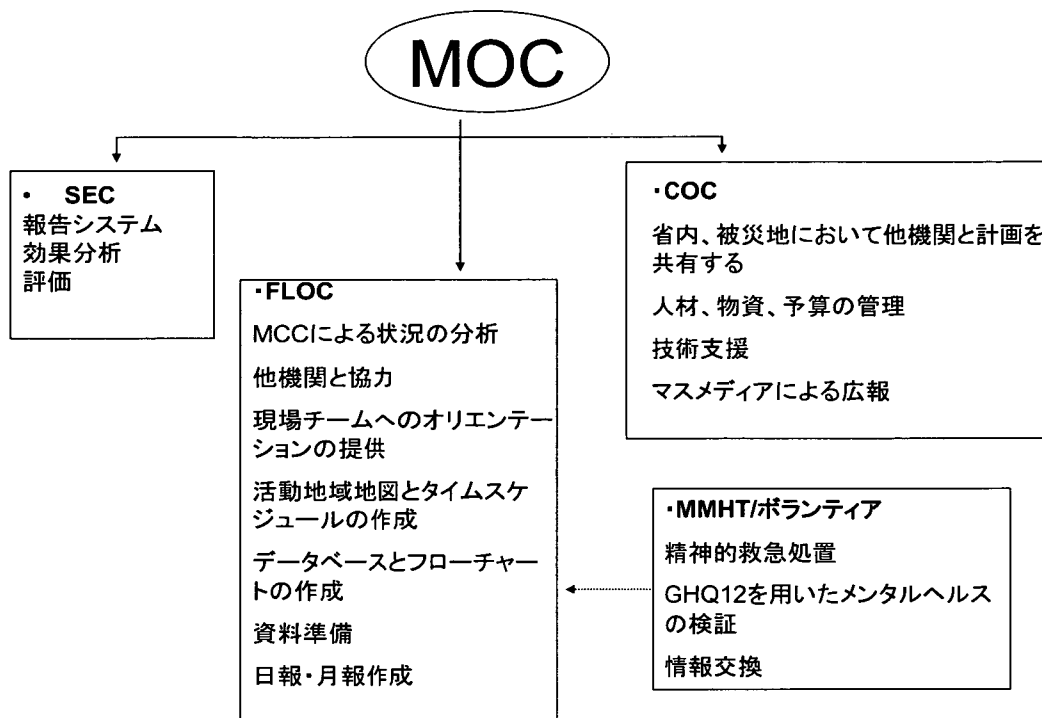 MOC
・ SEC
報告システム
効果分析
評価
・FLOC
MCCによる状況の分析
他機関と協力
現場チームへのオリエンテー
ションの提供
活動地域地図とタイムスケ
ジュールの作成
データベースとフローチャー
トの作成
資料準備
日報・月報作成
・COC
省内、被災地において他機関と計画を
共有する
人材、物資、予算の管理
技術支援
マスメディアによる広報
・MMHT/ボランティア
精神的救急処置
GHQ12を用いたメンタルヘルス
の検証
情報交換